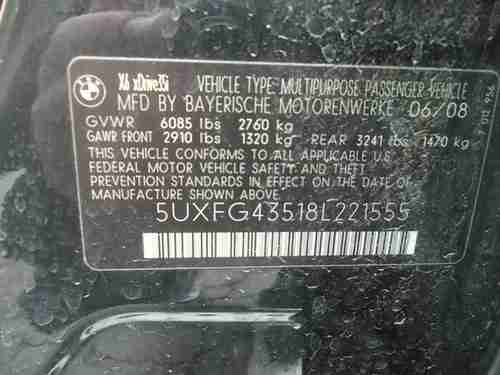 BMW
X6 xDrive35i VEHICLE TYPE: MULTIPURPOSE PASSENGER VEHICLE
MFD BY BAYERISCHE MOTORENWERKE 06/08
GVWR 6085 lbs 2760 kg
GAWR FRONT 2910 lbs 1320 kg REAR 3241 lbs 1470 kg
THIS VEHICLE CONFORMS TO ALL APPLICABLE U.S.
FEDERAL MOTOR VEHICLE SAFETY AND THEFT
PREVENTION STANDARDS IN EFFECT ON THE DATE OF
MANUFACTURE SHOWN ABOVE.
5UXFG43518L221555